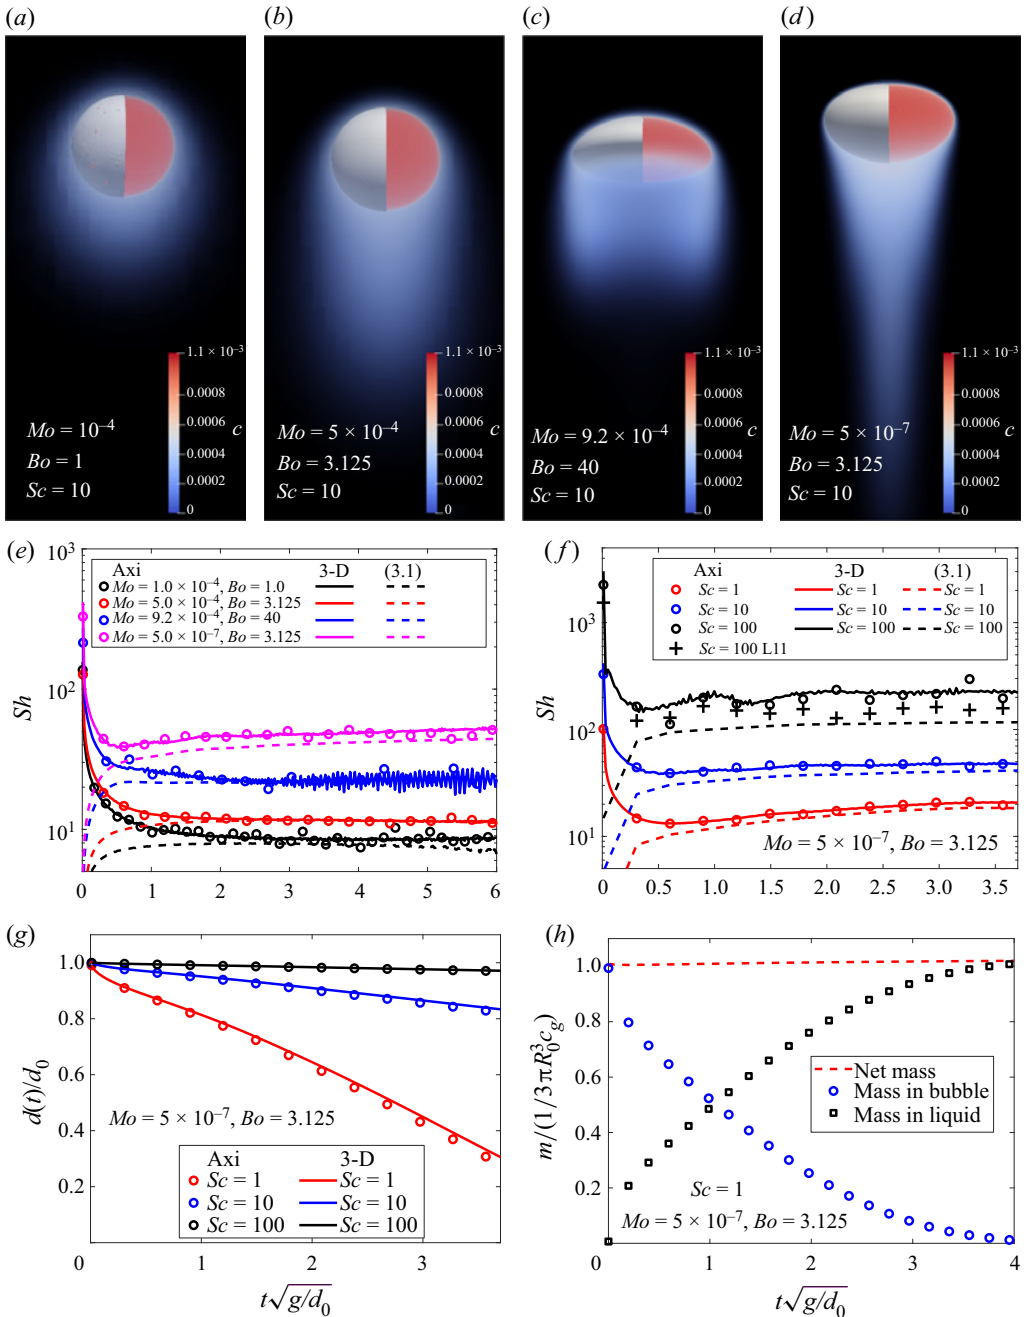 (a)
(b)
(c)
(d)
1.1 × 10⁻³
0.0008
0.0006
c
0.0004
0.0002
0
Mo = 10⁻⁴
Bo = 1
Sc = 10
1.1 × 10⁻³
0.0008
0.0006
c
0.0004
0.0002
0
Mo = 5 × 10⁻⁴
Bo = 3.125
Sc = 10
1.1 × 10⁻³
0.0008
0.0006
c
0.0004
0.0002
0
Mo = 9.2 × 10⁻⁴
Bo = 40
Sc = 10
1.1 × 10⁻³
0.0008
0.0006
c
0.0004
0.0002
0
Mo = 5 × 10⁻⁷
Bo = 3.125
Sc = 10
(e)
10³
10²
10¹
Sh
Axi 3-D (3.1)
Mo = 1.0 × 10⁻⁴, Bo = 1.0
Mo = 5.0 × 10⁻⁴, Bo = 3.125
Mo = 9.2 × 10⁻⁴, Bo = 40
Mo = 5.0 × 10⁻⁷, Bo = 3.125
0 1 2 3 4 5 6
(f)
10³
10²
10¹
Sh
Axi 3-D (3.1)
Sc = 1 Sc = 1 Sc = 1
Sc = 10 Sc = 10 Sc = 10
Sc = 100 Sc = 100 Sc = 100
Sc = 100 L11
Mo = 5 × 10⁻⁷, Bo = 3.125
0 0.5 1.0 1.5 2.0 2.5 3.0 3.5
(g)
1.0
0.8
0.6
0.4
0.2
d(t)/d₀
Mo = 5 × 10⁻⁷, Bo = 3.125
Axi 3-D
Sc = 1 Sc = 1
Sc = 10 Sc = 10
Sc = 100 Sc = 100
0 1 2 3
t√g/d₀
(h)
1.0
0.8
0.6
0.4
0.2
0
m/(1/3πR₀³c_g)
Net mass
Mass in bubble
Mass in liquid
Sc = 1
Mo = 5 × 10⁻⁷, Bo = 3.125
0 1 2 3 4
t√g/d₀